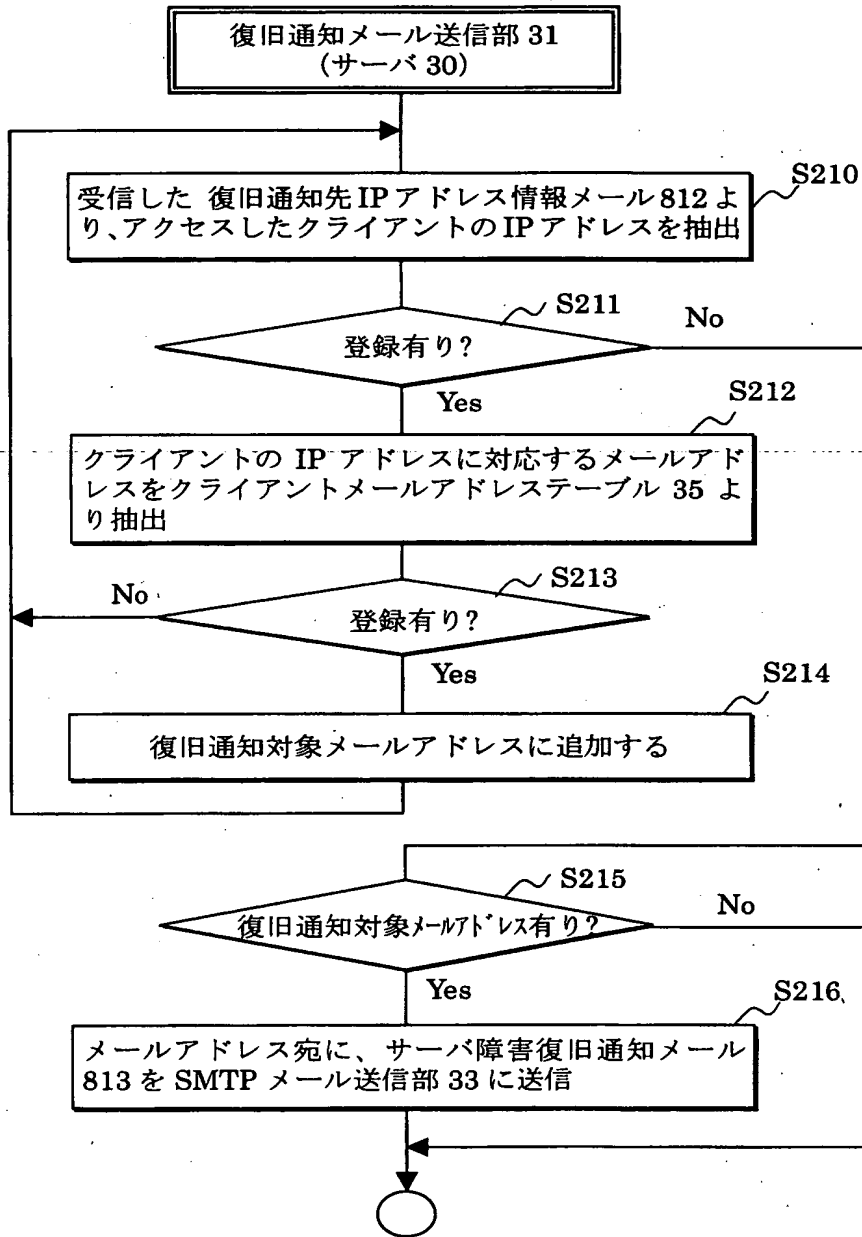 復旧通知メール送信部 31
(サーバ 30)
S210
受信した 復旧通知先 IP アドレス情報メール 812 よ
り、アクセスしたクライアントの IP アドレスを抽出
S211
登録有り?
No
Yes
S212
クライアントの IP アドレスに対応するメールアド
レスをクライアントメールアドレステーブル 35 よ
り抽出
S213
No
登録有り?
Yes
S214
復旧通知対象メールアドレスに追加する
S215
復旧通知対象メールアドレス有り?
No
Yes
S216
メールアドレス宛に、サーバ障害復旧通知メール
813 を SMTP メール送信部 33 に送信